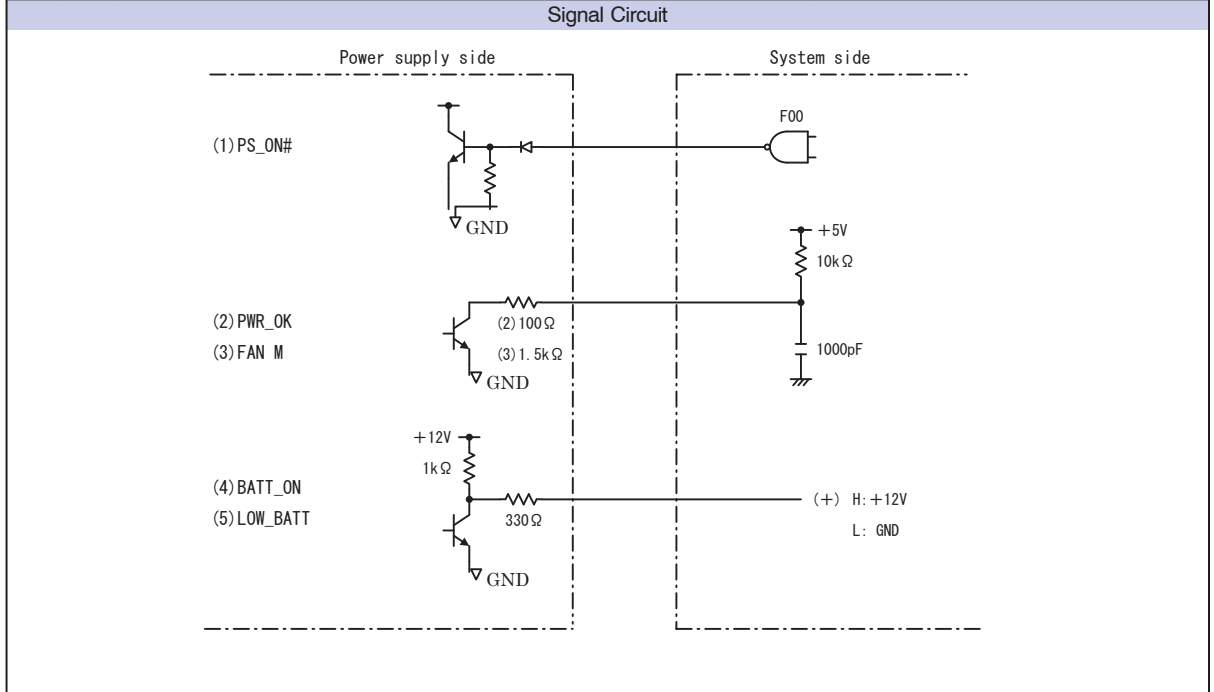 Signal Circuit
Power supply side
System side
(1)PS_ON#
F00
GND
+5V
10kΩ
(2)PWR_OK
(3)FAN M
(2)100Ω
(3)1.5kΩ
GND
1000pF
+12V
1kΩ
(4)BATT_ON
(5)LOW_BATT
330Ω
(+) H:+12V
L: GND
GND